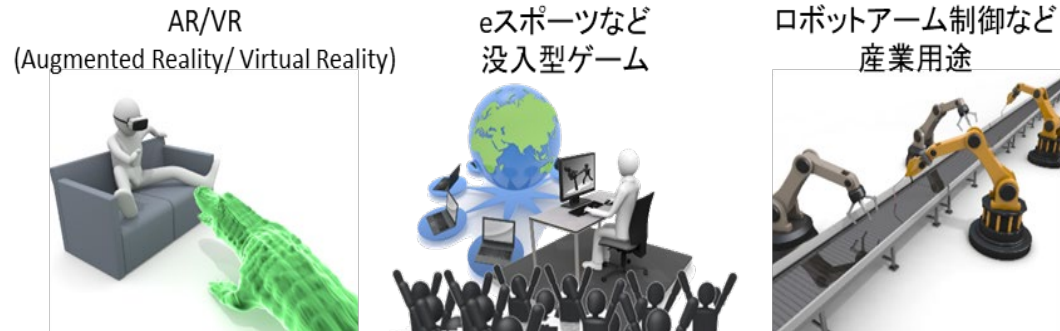 AR/VR
(Augmented Reality/ Virtual Reality)
eスポーツなど
没入型ゲーム
ロボットアーム制御など
産業用途